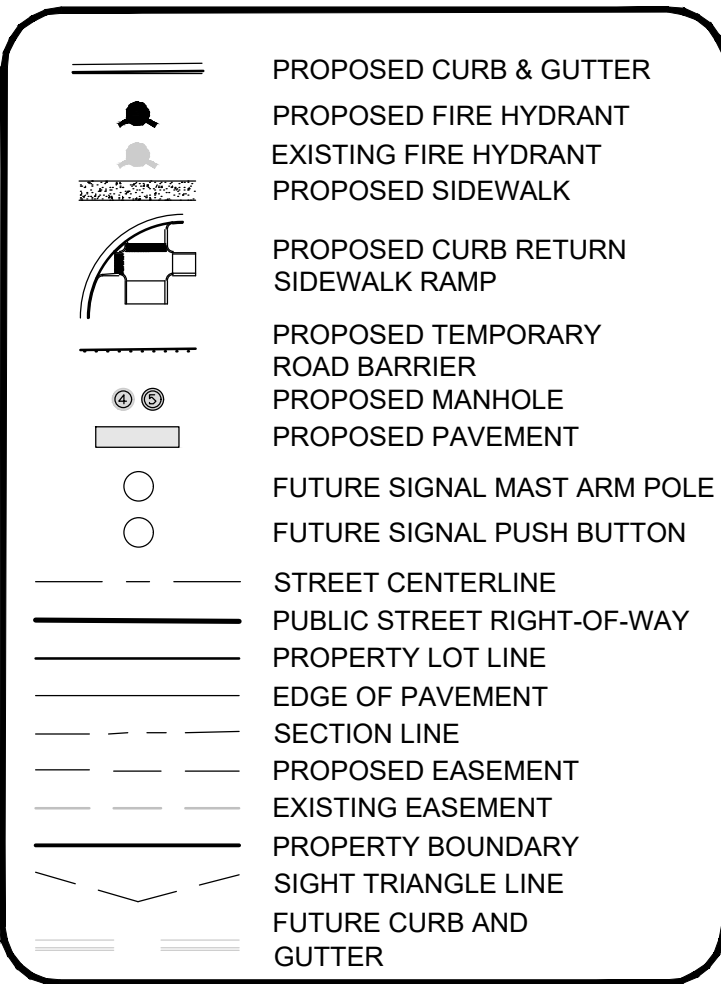 PROPOSED CURB & GUTTER
PROPOSED FIRE HYDRANT
EXISTING FIRE HYDRANT
PROPOSED SIDEWALK
PROPOSED CURB RETURN
SIDEWALK RAMP
PROPOSED TEMPORARY
ROAD BARRIER
④ ⑤ PROPOSED MANHOLE
PROPOSED PAVEMENT
FUTURE SIGNAL MAST ARM POLE
FUTURE SIGNAL PUSH BUTTON
STREET CENTERLINE
PUBLIC STREET RIGHT-OF-WAY
PROPERTY LOT LINE
EDGE OF PAVEMENT
SECTION LINE
PROPOSED EASEMENT
EXISTING EASEMENT
PROPERTY BOUNDARY
SIGHT TRIANGLE LINE
FUTURE CURB AND
GUTTER